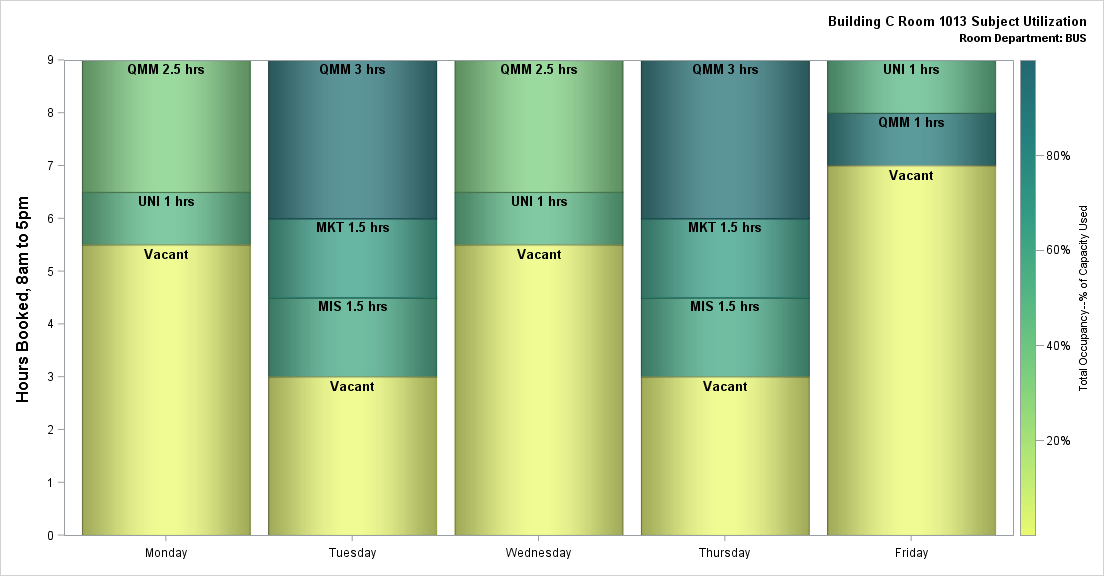 Building C Room 1013 Subject Utilization
Room Department: BUS
Hours Booked, 8am to 5pm
9
8
7
6
5
4
3
2
1
0
QMM 2.5 hrs
UNI 1 hrs
Vacant
QMM 3 hrs
MKT 1.5 hrs
MIS 1.5 hrs
Vacant
QMM 2.5 hrs
UNI 1 hrs
Vacant
QMM 3 hrs
MKT 1.5 hrs
MIS 1.5 hrs
Vacant
UNI 1 hrs
QMM 1 hrs
Vacant
Monday
Tuesday
Wednesday
Thursday
Friday
80%
60%
40%
20%
Total Occupancy--% of Capacity Used